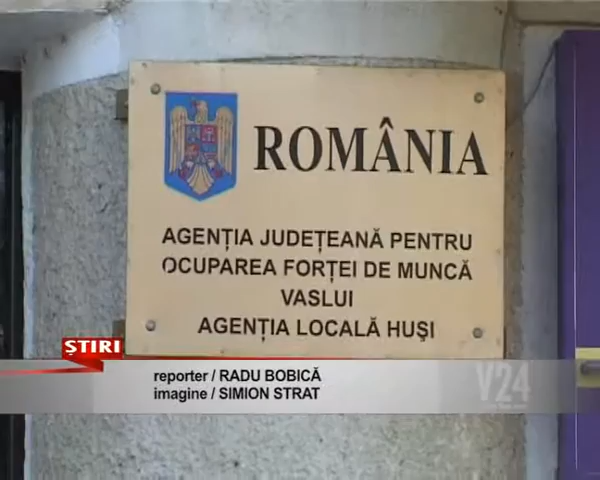 ROMÂNIA
AGENȚIA JUDEȚEANĂ PENTRU
OCUPAREA FORȚEI DE MUNCĂ
VASLUI
AGENȚIA LOCALĂ HUȘI
ȘTIRI
reporter / RADU BOBICĂ
imagine / SIMION STRAT
V24